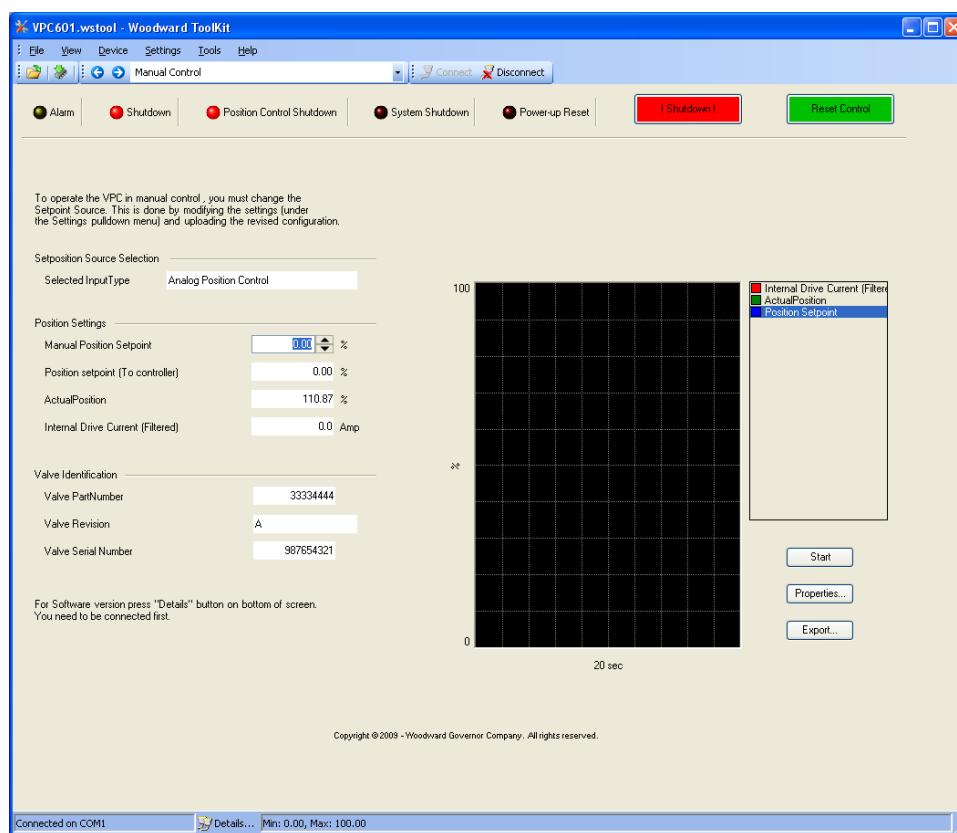 VPC601.wstool - Woodward ToolKit
File View Device Settings Tools Help
Manual Control Connect Disconnect
Alarm Shutdown Position Control Shutdown System Shutdown Power-up Reset ! Shutdown ! Reset Control
To operate the VPC in manual control , you must change the
Setpoint Source. This is done by modifying the settings (under
the Settings pulldown menu) and uploading the revised configuration.
Setposition Source Selection
Selected InputType Analog Position Control
Position Settings
Manual Position Setpoint 0.00 %
Position setpoint (To controller) 0.00 %
ActualPosition 110.87 %
Internal Drive Current (Filtered) 0.0 Amp
Valve Identification
Valve PartNumber 33334444
Valve Revision A
Valve Serial Number 987654321
For Software version press "Details" button on bottom of screen.
You need to be connected first.
100
%
0
20 sec
Internal Drive Current (Filtere
ActualPosition
Position Setpoint
Start
Properties...
Export...
Copyright © 2009 - Woodward Governor Company. All rights reserved.
Connected on COM1 Details... Min: 0.00, Max: 100.00